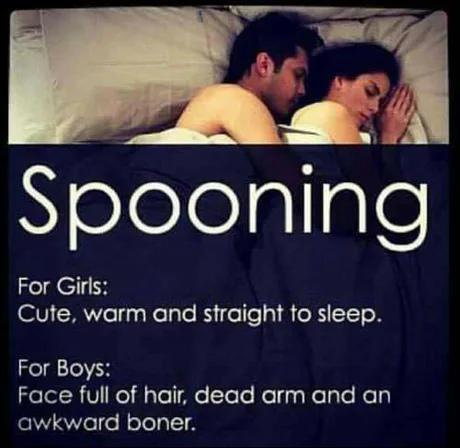 Spooning
For Girls:
Cute, warm and straight to sleep.
For Boys:
Face full of hair, dead arm and an
awkward boner.